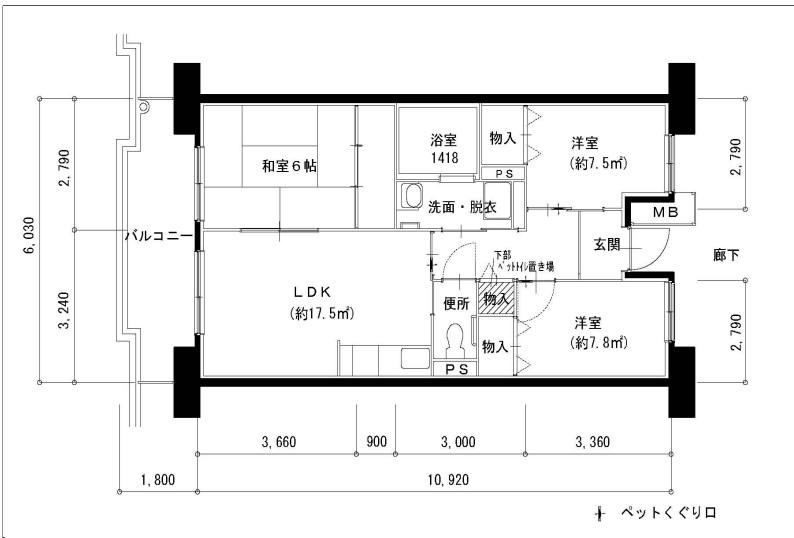 浴室
1418
物入
洋室
(約7.5㎡)
和室6帖
PS
洗面・脱衣
MB
バルコニー
玄関
廊下
下部
ペットトイレ置き場
LDK
(約17.5㎡)
便所
物入
洋室
(約7.8㎡)
物入
PS
2,790
6,030
3,240
2,790
2,790
3,660
900
3,000
3,360
1,800
10,920
ペットくぐり口